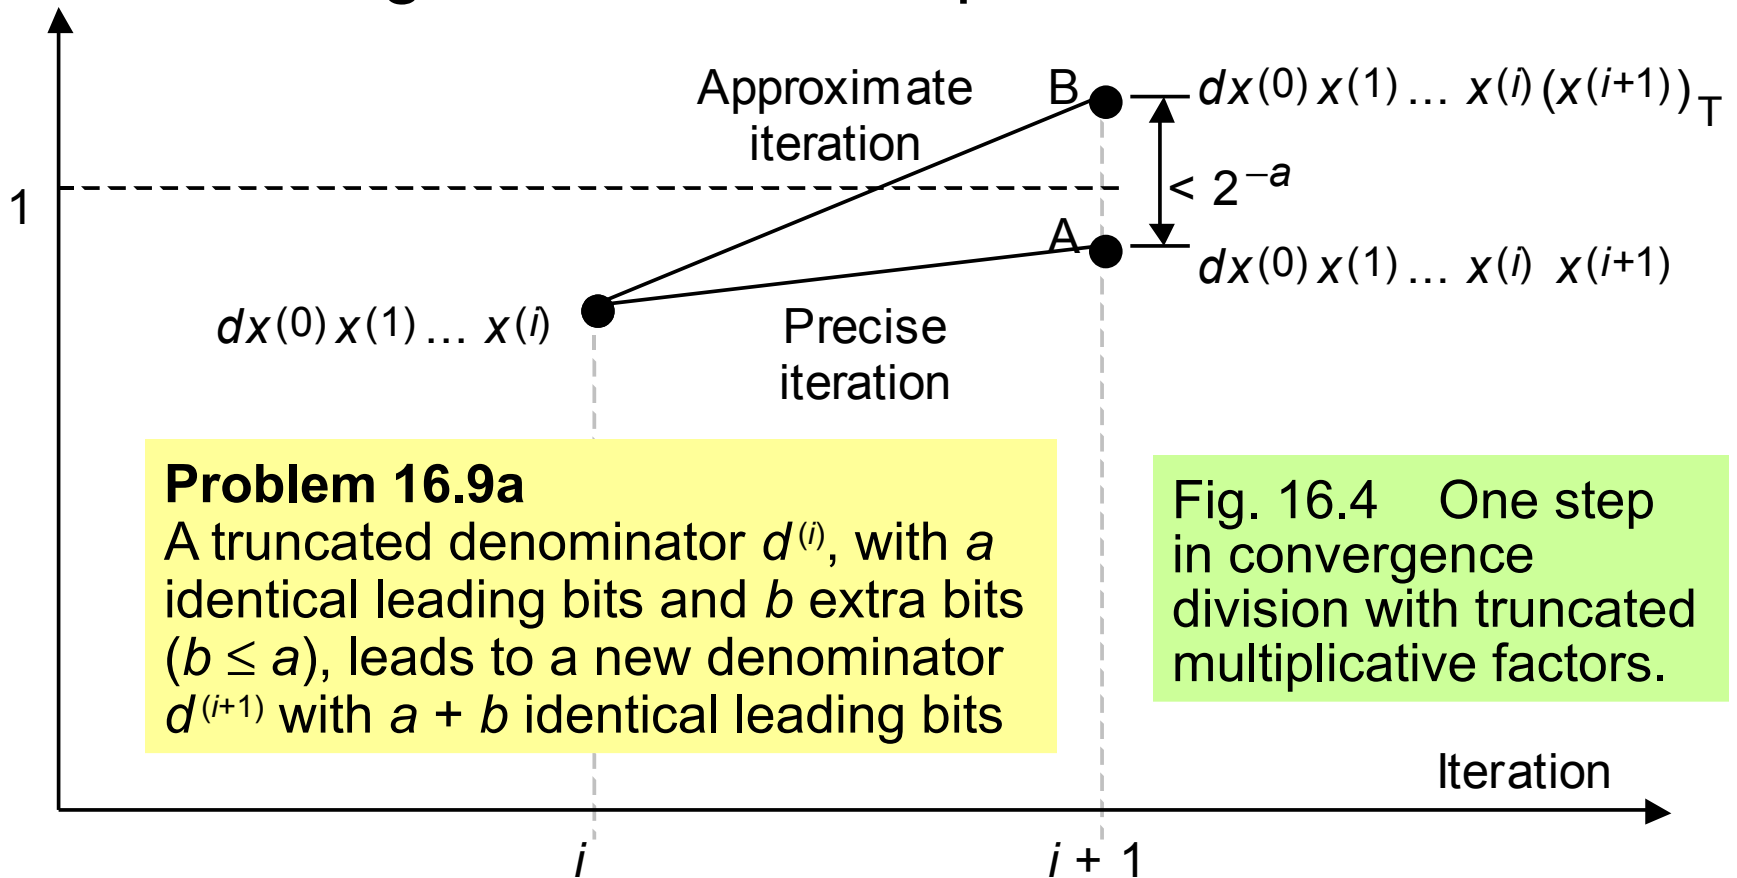 Approximate
iteration
B
dx(0) x(1) ... x(i) (x(i+1))T
1
< 2−a
A
dx(0) x(1) ... x(i) x(i+1)
dx(0) x(1) ... x(i)
Precise
iteration
Problem 16.9a
A truncated denominator d(i), with a
identical leading bits and b extra bits
(b ≤ a), leads to a new denominator
d(i+1) with a + b identical leading bits
Fig. 16.4 One step
in convergence
division with truncated
multiplicative factors.
Iteration
i
i + 1